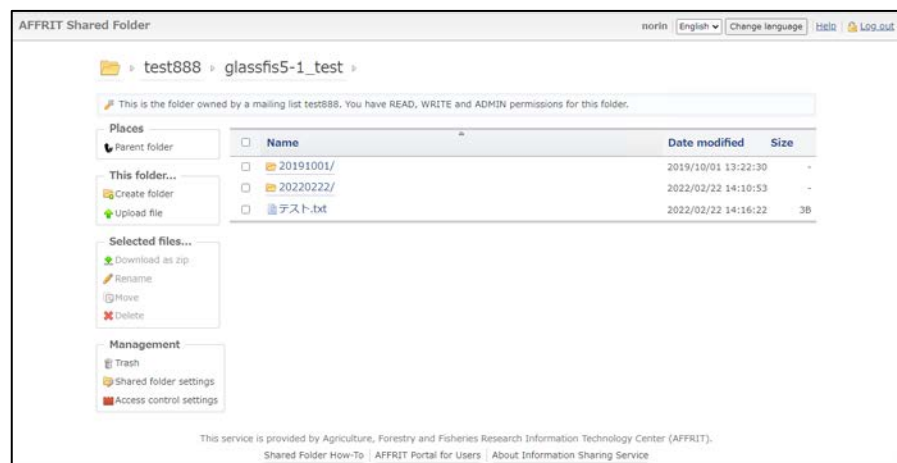 AFFRIT Shared Folder norin English Change language Help Log out
test888 glassfis5-1_test
This is the folder owned by a mailing list test888. You have READ, WRITE and ADMIN permissions for this folder.
Places
Parent folder
This folder...
Create folder
Upload file
Selected files...
Download as zip
Rename
Move
Delete
Management
Trash
Shared folder settings
Access control settings
Name Date modified Size
20191001/ 2019/10/01 13:22:30 -
20220222/ 2022/02/22 14:10:53 -
テスト.txt 2022/02/22 14:16:22 3B
This service is provided by Agriculture, Forestry and Fisheries Research Information Technology Center (AFFRIT).
Shared Folder How-To AFFRIT Portal for Users About Information Sharing Service